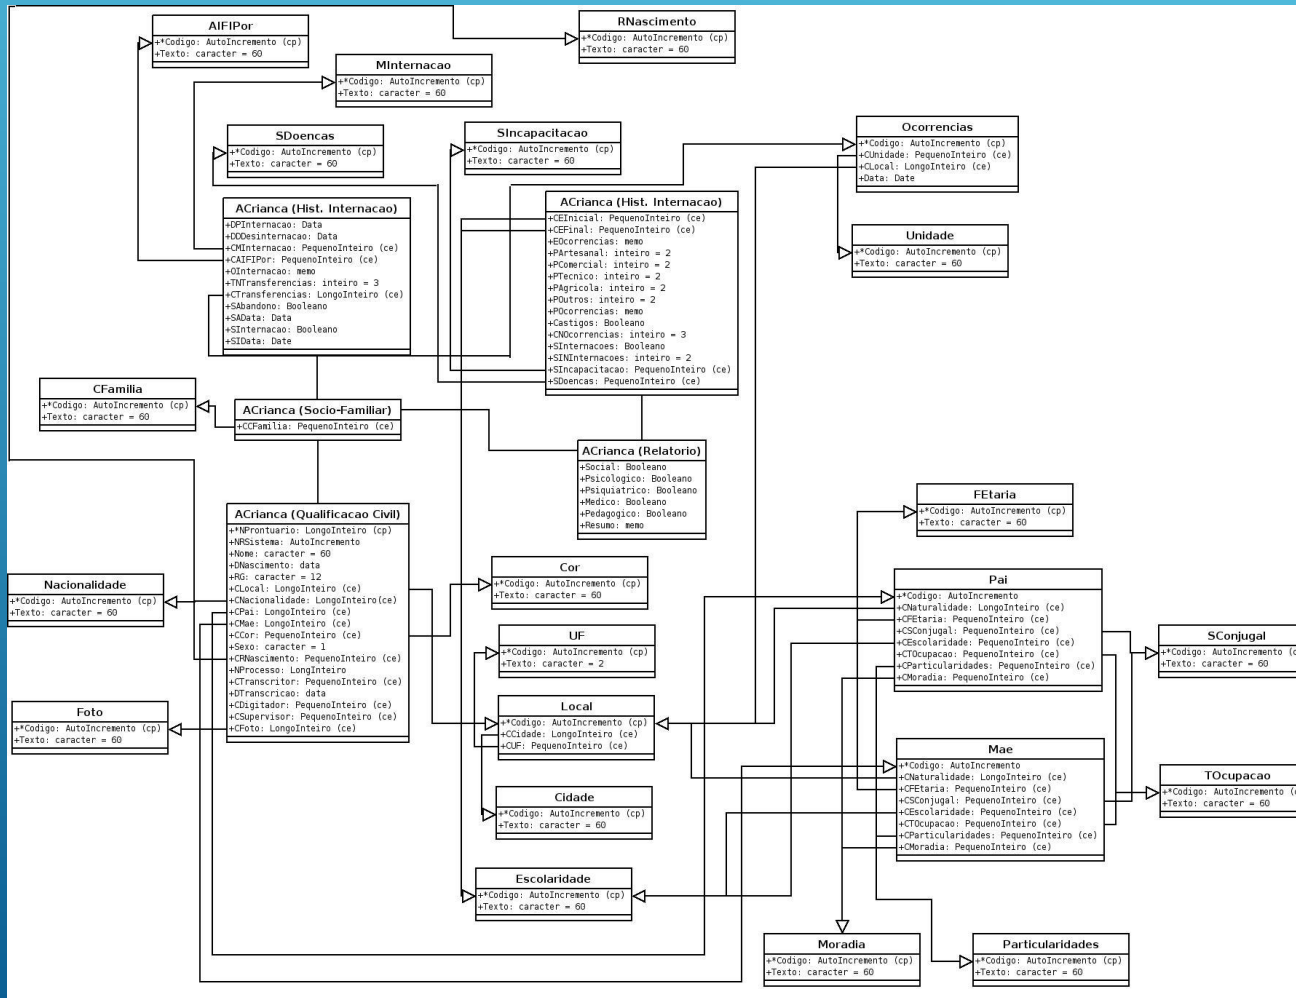 AIFIPor
+*Codigo: AutoIncremento (cp)
+Texto: caracter = 60
RNascimento
+*Codigo: AutoIncremento (cp)
+Texto: caracter = 60
MInternacao
+*Codigo: AutoIncremento (cp)
+Texto: caracter = 60
SDoencas
+*Codigo: AutoIncremento (cp)
+Texto: caracter = 60
SIncapacitacao
+*Codigo: AutoIncremento (cp)
+Texto: caracter = 60
Ocorrencias
+*Codigo: AutoIncremento (cp)
+CUnidade: PequenoInteiro (ce)
+CLocal: LongoInteiro (ce)
+Data: Date
Unidade
+*Codigo: AutoIncremento (cp)
+Texto: caracter = 60
ACrianca (Hist. Internacao)
+DPInternacao: Data
+DDDesinternacao: Data
+CMInternacao: PequenoInteiro (ce)
+CAIFIPor: PequenoInteiro (ce)
+OInternacao: memo
+TNTransferencias: inteiro = 3
+CTransferencias: LongoInteiro (ce)
+SAbandono: Booleano
+SAData: Data
+SInternacao: Booleano
+SIData: Date
ACrianca (Hist. Internacao)
+CEInicial: PequenoInteiro (ce)
+CEFinal: PequenoInteiro (ce)
+EOcorrencias: memo
+PArtesanal: inteiro = 2
+PComercial: inteiro = 2
+PTecnico: inteiro = 2
+PAgricola: inteiro = 2
+POutros: inteiro = 2
+POcorrencias: memo
+Castigos: Booleano
+CNOcorrencias: inteiro = 3
+SInternacoes: Booleano
+SINInternacoes: inteiro = 2
+SIncapacitacao: PequenoInteiro (ce)
+SDoencas: PequenoInteiro (ce)
CFamilia
+*Codigo: AutoIncremento (cp)
+Texto: caracter = 60
ACrianca (Socio-Familiar)
+CCFamilia: PequenoInteiro (ce)
ACrianca (Relatorio)
+Social: Booleano
+Psicologico: Booleano
+Psiquiatrico: Booleano
+Medico: Booleano
+Pedagogico: Booleano
+Resumo: memo
ACrianca (Qualificacao Civil)
+*NProntuario: LongoInteiro (cp)
+NRSistema: AutoIncremento
+Nome: caracter = 60
+DNascimento: data
+RG: caracter = 12
+CLocal: LongoInteiro (ce)
+CNacionalidade: LongoInteiro(ce)
+CPai: LongoInteiro (ce)
+CMae: LongoInteiro (ce)
+CCor: PequenoInteiro (ce)
+Sexo: caracter = 1
+CRNascimento: PequenoInteiro (ce)
+NProcesso: LongInteiro
+CTranscritor: PequenoInteiro (ce)
+DTranscricao: data
+CDigitador: PequenoInteiro (ce)
+CSupervisor: PequenoInteiro (ce)
+CFoto: LongoInteiro (ce)
Nacionalidade
+*Codigo: AutoIncremento (cp)
+Texto: caracter = 60
Foto
+*Codigo: AutoIncremento (cp)
+Texto: caracter = 60
Cor
+*Codigo: AutoIncremento (cp)
+Texto: caracter = 60
UF
+*Codigo: AutoIncremento (cp)
+Texto: caracter = 2
Local
+*Codigo: AutoIncremento (cp)
+CCidade: LongoInteiro (ce)
+CUF: PequenoInteiro (ce)
Cidade
+*Codigo: AutoIncremento (cp)
+Texto: caracter = 60
Escolaridade
+*Codigo: AutoIncremento (cp)
+Texto: caracter = 60
FEtaria
+*Codigo: AutoIncremento (cp)
+Texto: caracter = 60
Pai
+*Codigo: AutoIncremento
+CNaturalidade: LongoInteiro (ce)
+CFEtaria: PequenoInteiro (ce)
+CSConjugal: PequenoInteiro (ce)
+CEscolaridade: PequenoInteiro (ce)
+CTOcupacao: PequenoInteiro (ce)
+CParticularidades: PequenoInteiro (ce)
+CMoradia: PequenoInteiro (ce)
SConjugal
+*Codigo: AutoIncremento (c
+Texto: caracter = 60
Mae
+*Codigo: AutoIncremento
+CNaturalidade: LongoInteiro (ce)
+CFEtaria: PequenoInteiro (ce)
+CSConjugal: PequenoInteiro (ce)
+CEscolaridade: PequenoInteiro (ce)
+CTOcupacao: PequenoInteiro (ce)
+CParticularidades: PequenoInteiro (ce)
+CMoradia: PequenoInteiro (ce)
TOcupacao
+*Codigo: AutoIncremento (c
+Texto: caracter = 60
Moradia
+*Codigo: AutoIncremento (cp)
+Texto: caracter = 60
Particularidades
+*Codigo: AutoIncremento (cp)
+Texto: caracter = 60